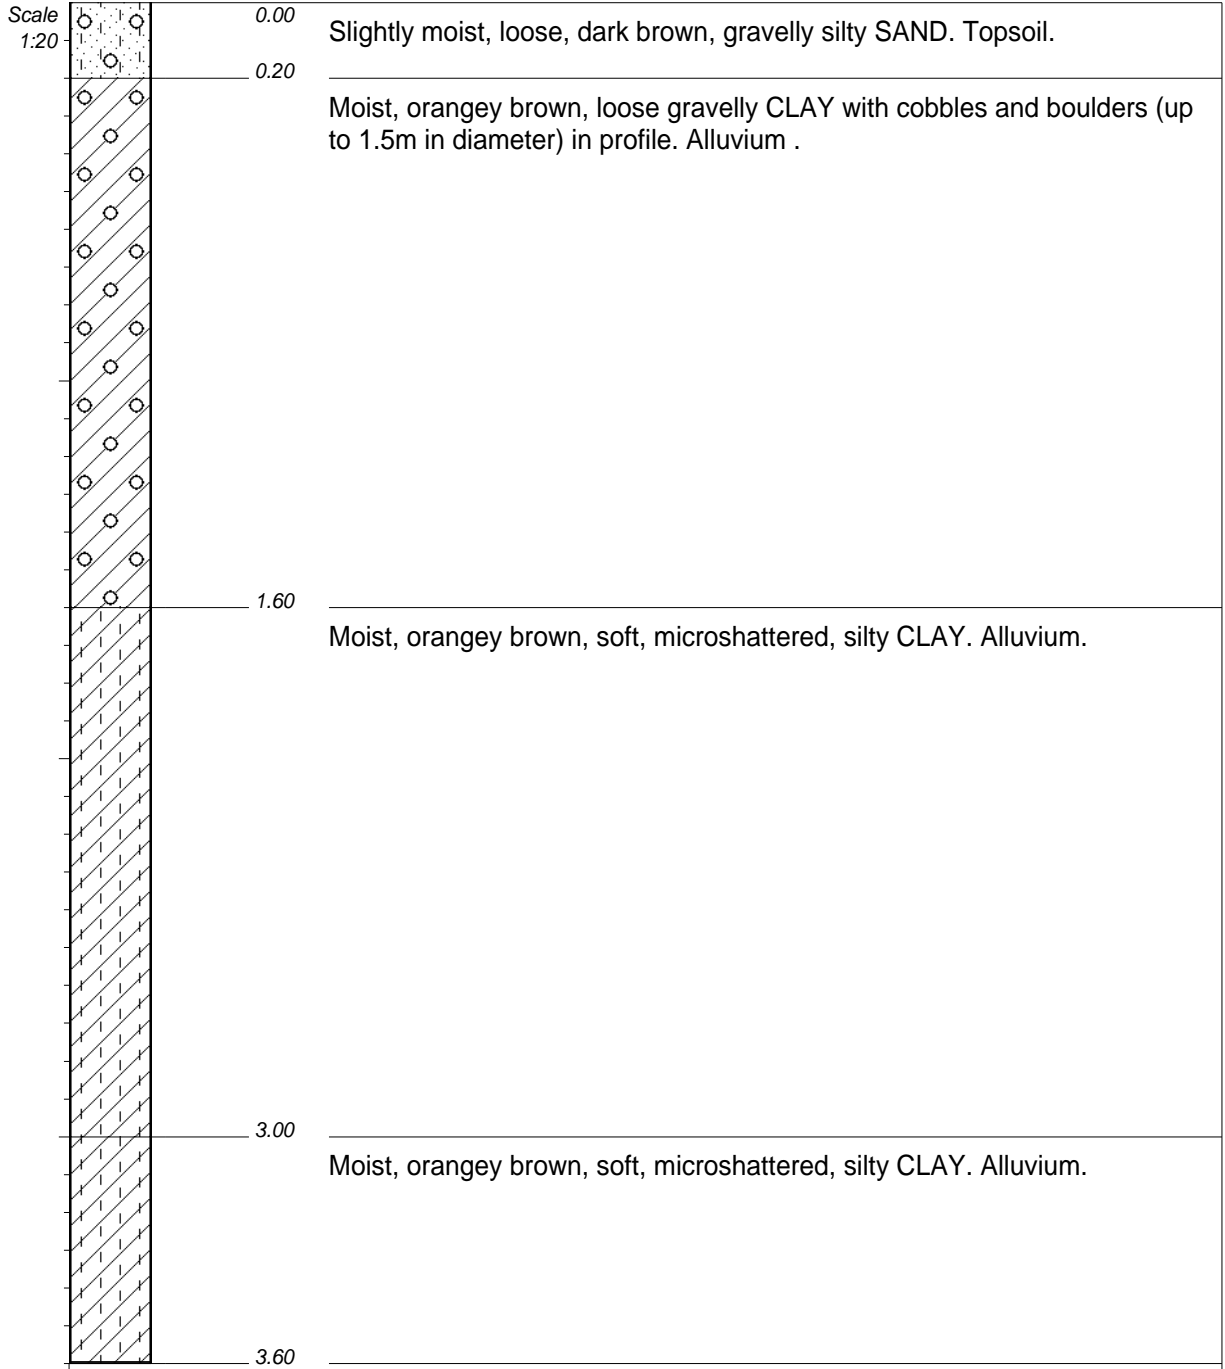 Scale
1:20
0.00
Slightly moist, loose, dark brown, gravelly silty SAND. Topsoil.
0.20
Moist, orangey brown, loose gravelly CLAY with cobbles and boulders (up
to 1.5m in diameter) in profile. Alluvium .
1.60
Moist, orangey brown, soft, microshattered, silty CLAY. Alluvium.
3.00
Moist, orangey brown, soft, microshattered, silty CLAY. Alluvium.
3.60